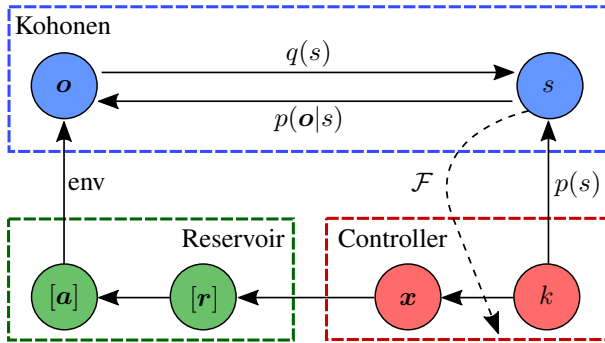 Kohonen
q(s)
o
s
p(o|s)
env
ℱ
p(s)
Reservoir
Controller
[a]
[r]
x
k